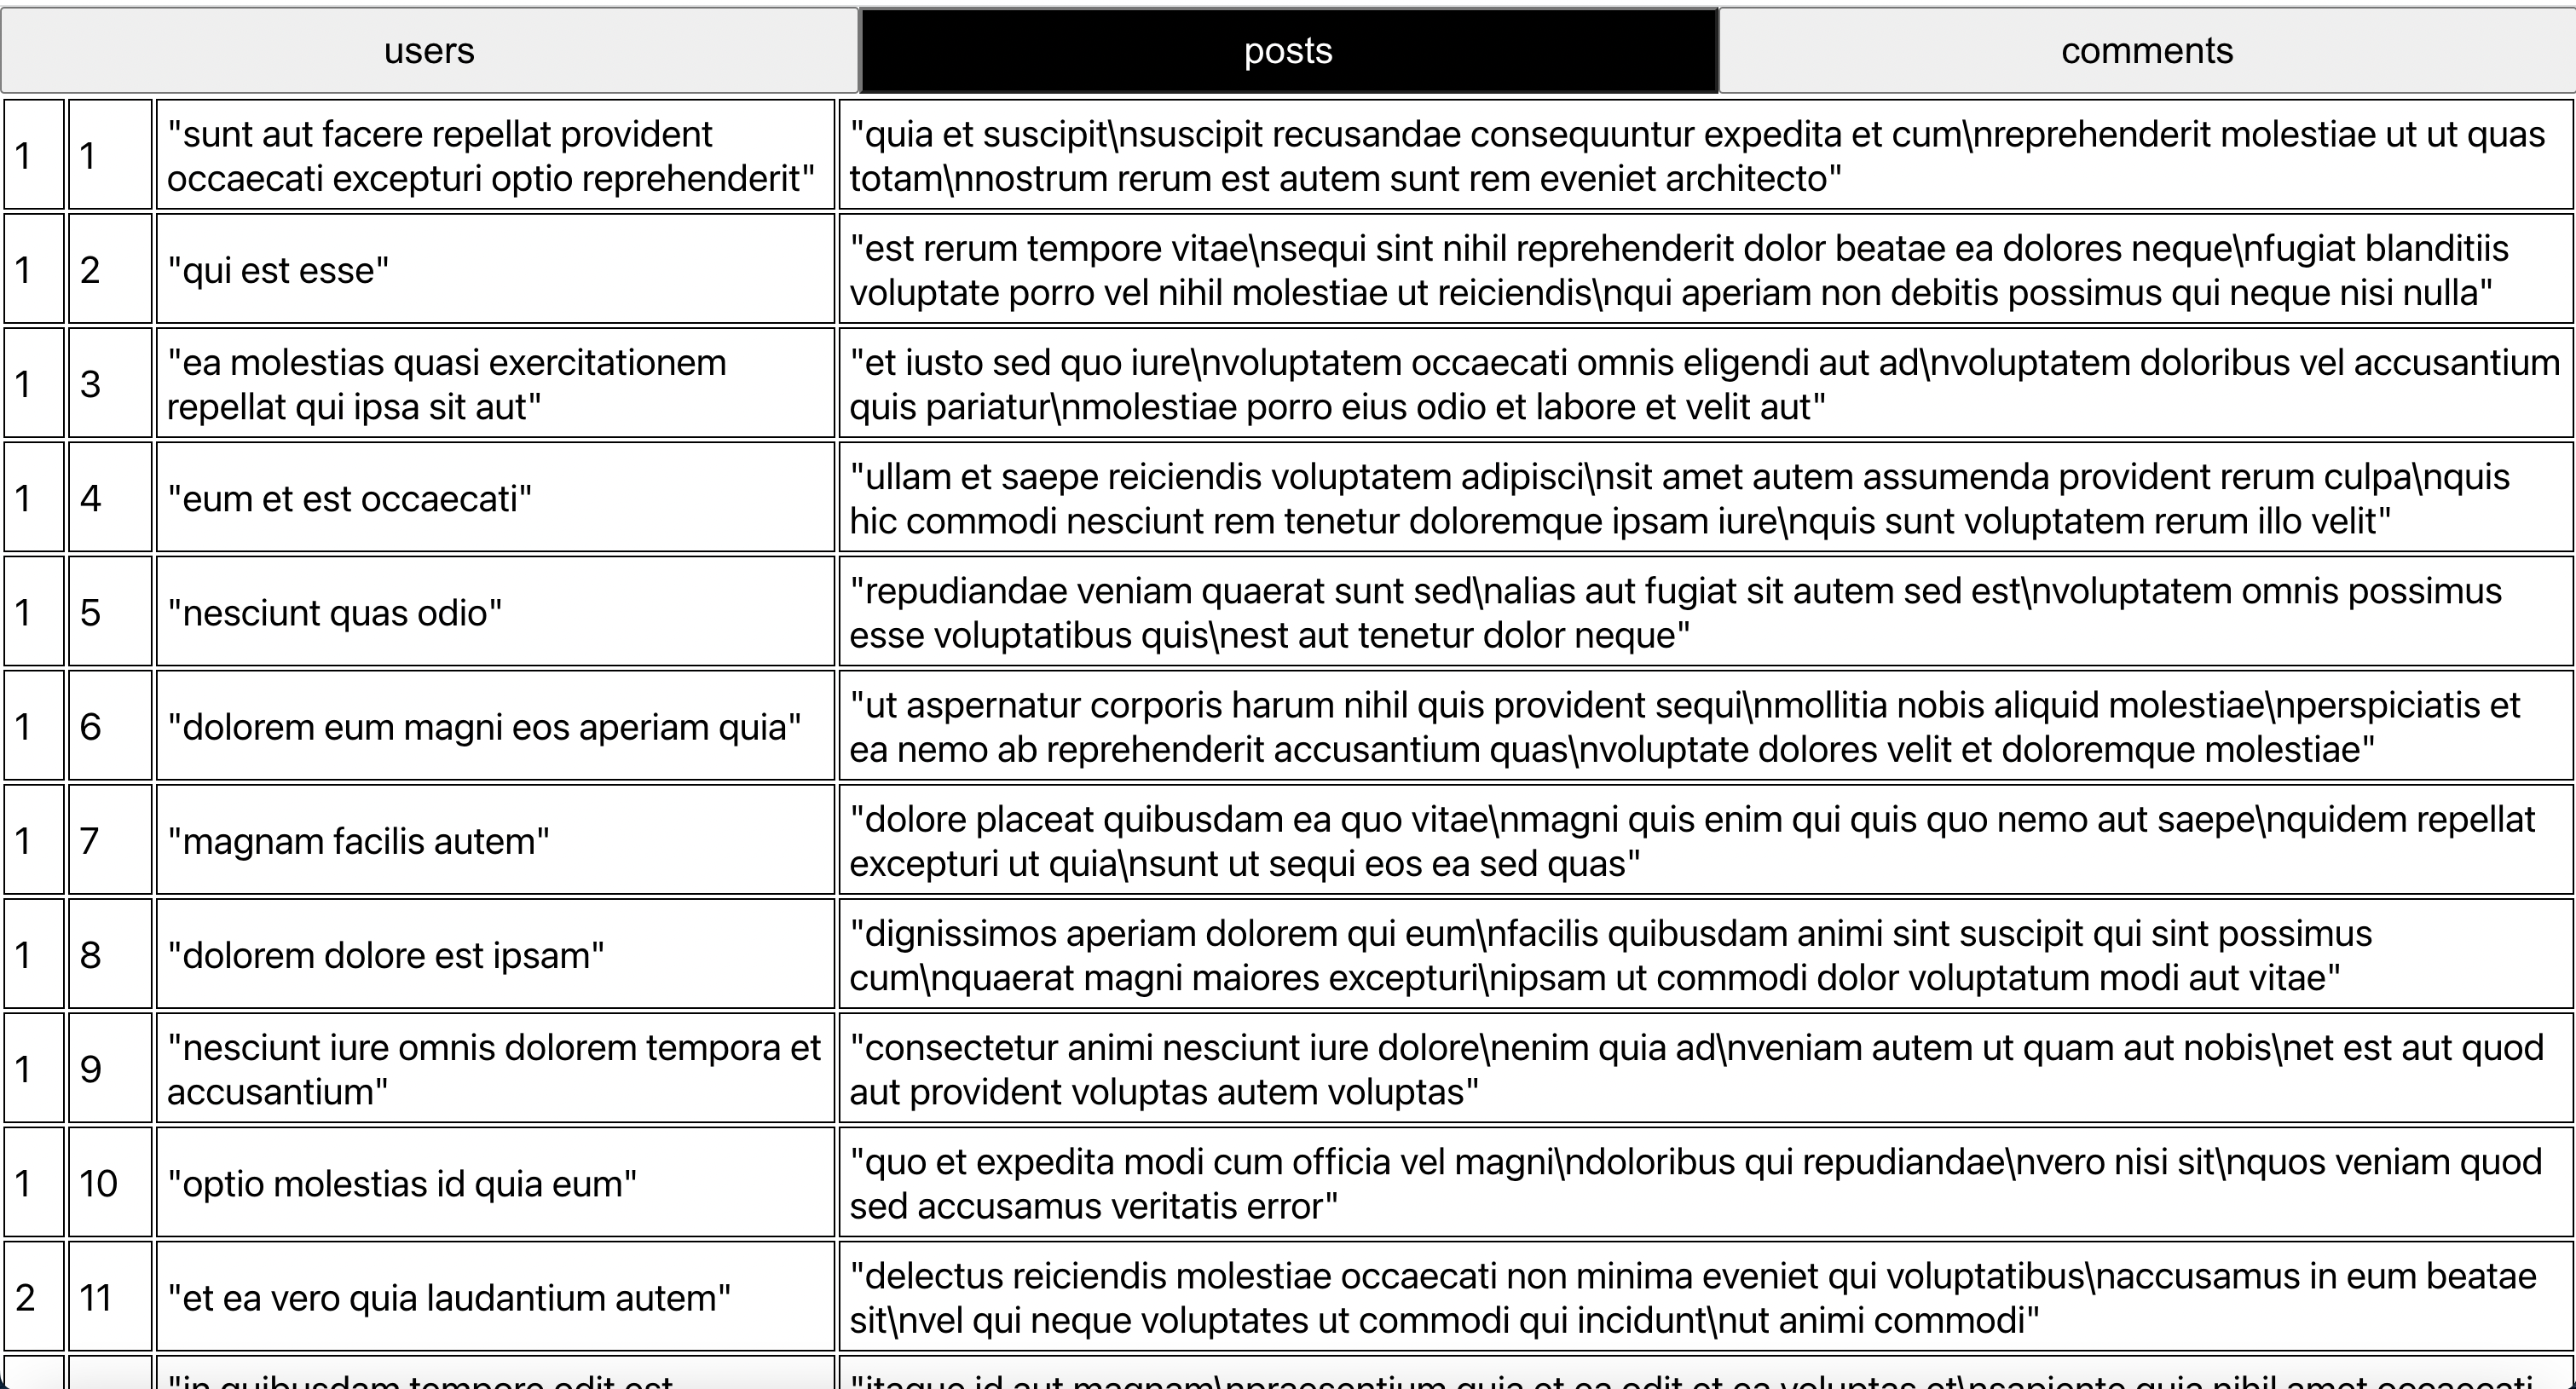 users posts comments
1 1 "sunt aut facere repellat provident
occaecati excepturi optio reprehenderit"
"quia et suscipit\nsuscipit recusandae consequuntur expedita et cum\nreprehenderit molestiae ut ut quas
totam\nnostrum rerum est autem sunt rem eveniet architecto"
1 2 "qui est esse"
"est rerum tempore vitae\nsequi sint nihil reprehenderit dolor beatae ea dolores neque\nfugiat blanditiis
voluptate porro vel nihil molestiae ut reiciendis\nqui aperiam non debitis possimus qui neque nisi nulla"
1 3 "ea molestias quasi exercitationem
repellat qui ipsa sit aut"
"et iusto sed quo iure\nvoluptatem occaecati omnis eligendi aut ad\nvoluptatem doloribus vel accusantium
quis pariatur\nmolestiae porro eius odio et labore et velit aut"
1 4 "eum et est occaecati"
"ullam et saepe reiciendis voluptatem adipisci\nsit amet autem assumenda provident rerum culpa\nquis
hic commodi nesciunt rem tenetur doloremque ipsam iure\nquis sunt voluptatem rerum illo velit"
1 5 "nesciunt quas odio"
"repudiandae veniam quaerat sunt sed\nalias aut fugiat sit autem sed est\nvoluptatem omnis possimus
esse voluptatibus quis\nest aut tenetur dolor neque"
1 6 "dolorem eum magni eos aperiam quia"
"ut aspernatur corporis harum nihil quis provident sequi\nmollitia nobis aliquid molestiae\nperspiciatis et
ea nemo ab reprehenderit accusantium quas\nvoluptate dolores velit et doloremque molestiae"
1 7 "magnam facilis autem"
"dolore placeat quibusdam ea quo vitae\nmagni quis enim qui quis quo nemo aut saepe\nquidem repellat
excepturi ut quia\nsunt ut sequi eos ea sed quas"
1 8 "dolorem dolore est ipsam"
"dignissimos aperiam dolorem qui eum\nfacilis quibusdam animi sint suscipit qui sint possimus
cum\nquaerat magni maiores excepturi\nipsam ut commodi dolor voluptatum modi aut vitae"
1 9 "nesciunt iure omnis dolorem tempora et
accusantium"
"consectetur animi nesciunt iure dolore\nenim quia ad\nveniam autem ut quam aut nobis\net est aut quod
aut provident voluptas autem voluptas"
1 10 "optio molestias id quia eum"
"quo et expedita modi cum officia vel magni\ndoloribus qui repudiandae\nvero nisi sit\nquos veniam quod
sed accusamus veritatis error"
2 11 "et ea vero quia laudantium autem"
"delectus reiciendis molestiae occaecati non minima eveniet qui voluptatibus\naccusamus in eum beatae
sit\nvel qui neque voluptates ut commodi qui incidunt\nut animi commodi"
"in quibusdam tempore odit est
"itaque id aut magnam\npraesentium quia et ea odit et ea voluptas et\nsapiente quia nihil amet occaecati